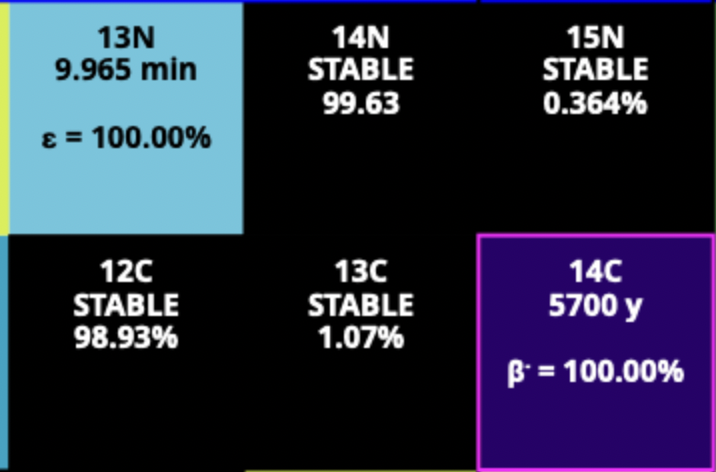 13N
9.965 min
ε = 100.00%
14N
STABLE
99.63
15N
STABLE
0.364%
12C
STABLE
98.93%
13C
STABLE
1.07%
14C
5700 y
β- = 100.00%